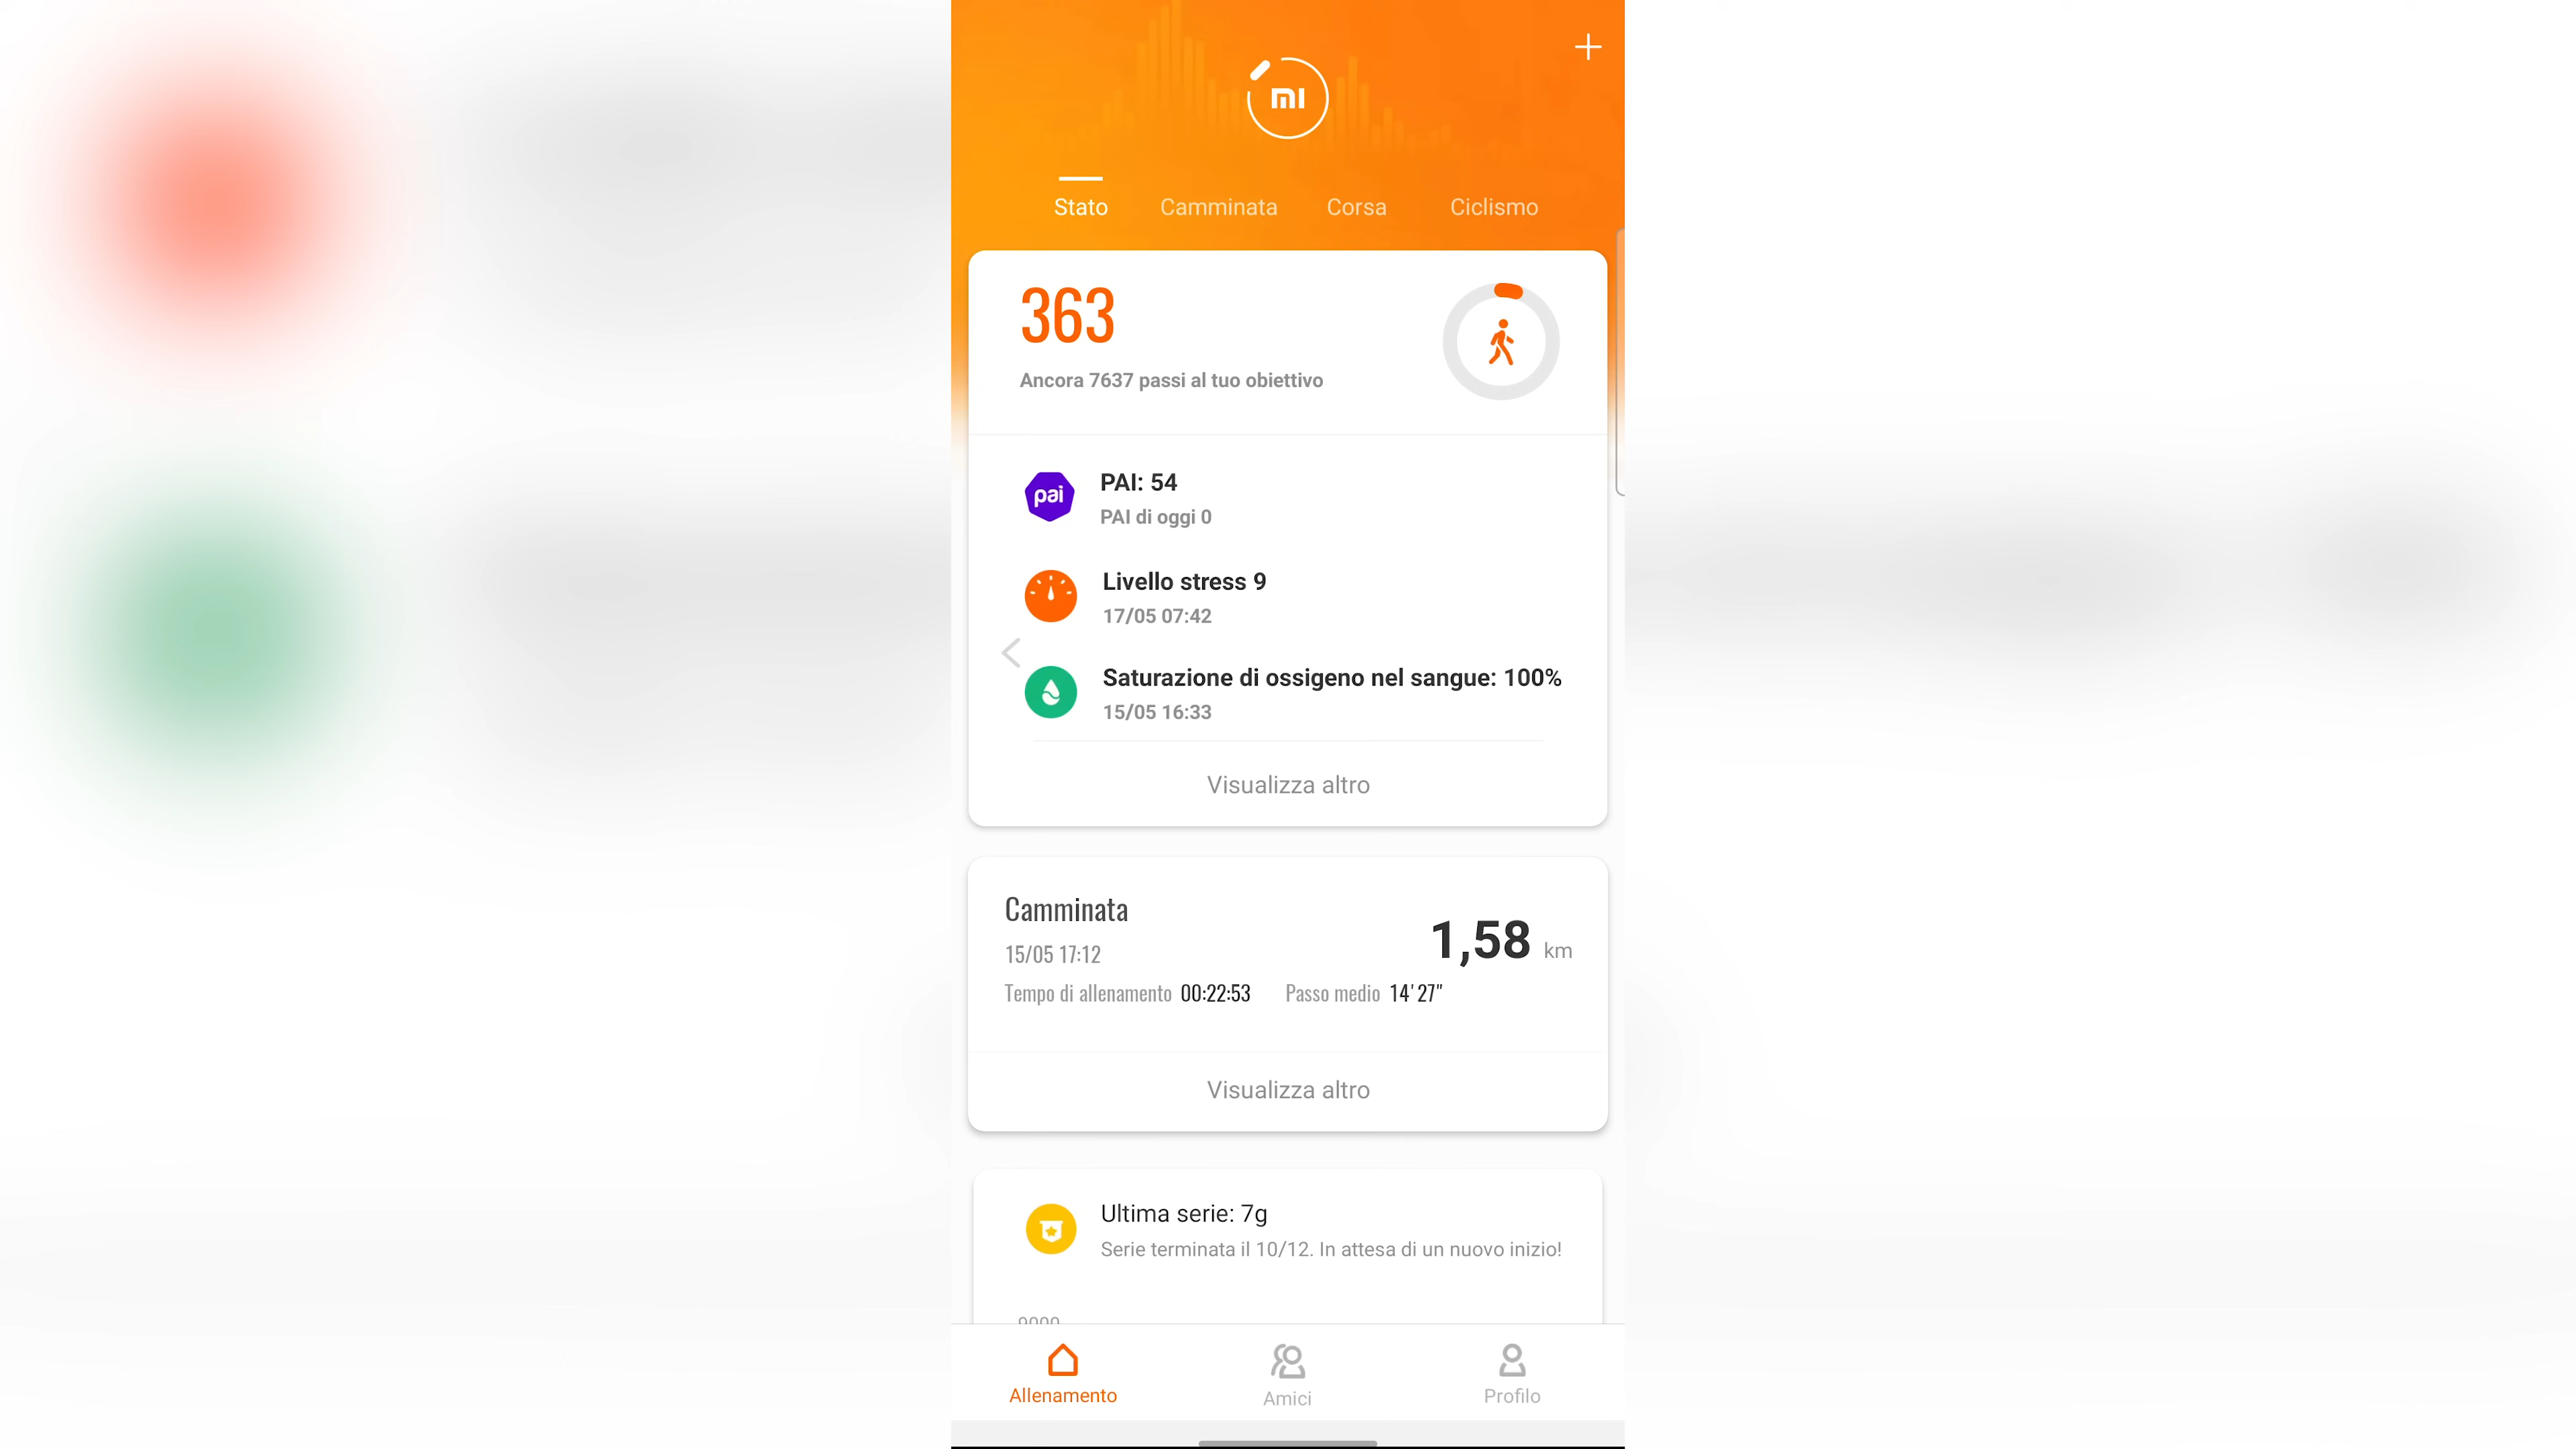 mi
Stato Camminata Corsa Ciclismo
363
Ancora 7637 passi al tuo obiettivo
pai
PAI: 54
PAI di oggi 0
Livello stress 9
17/05 07:42
Saturazione di ossigeno nel sangue: 100%
15/05 16:33
Visualizza altro
Camminata
15/05 17:12
1,58 km
Tempo di allenamento 00:22:53 Passo medio 14'27"
Visualizza altro
Ultima serie: 7g
Serie terminata il 10/12. In attesa di un nuovo inizio!
Allenamento Amici Profilo